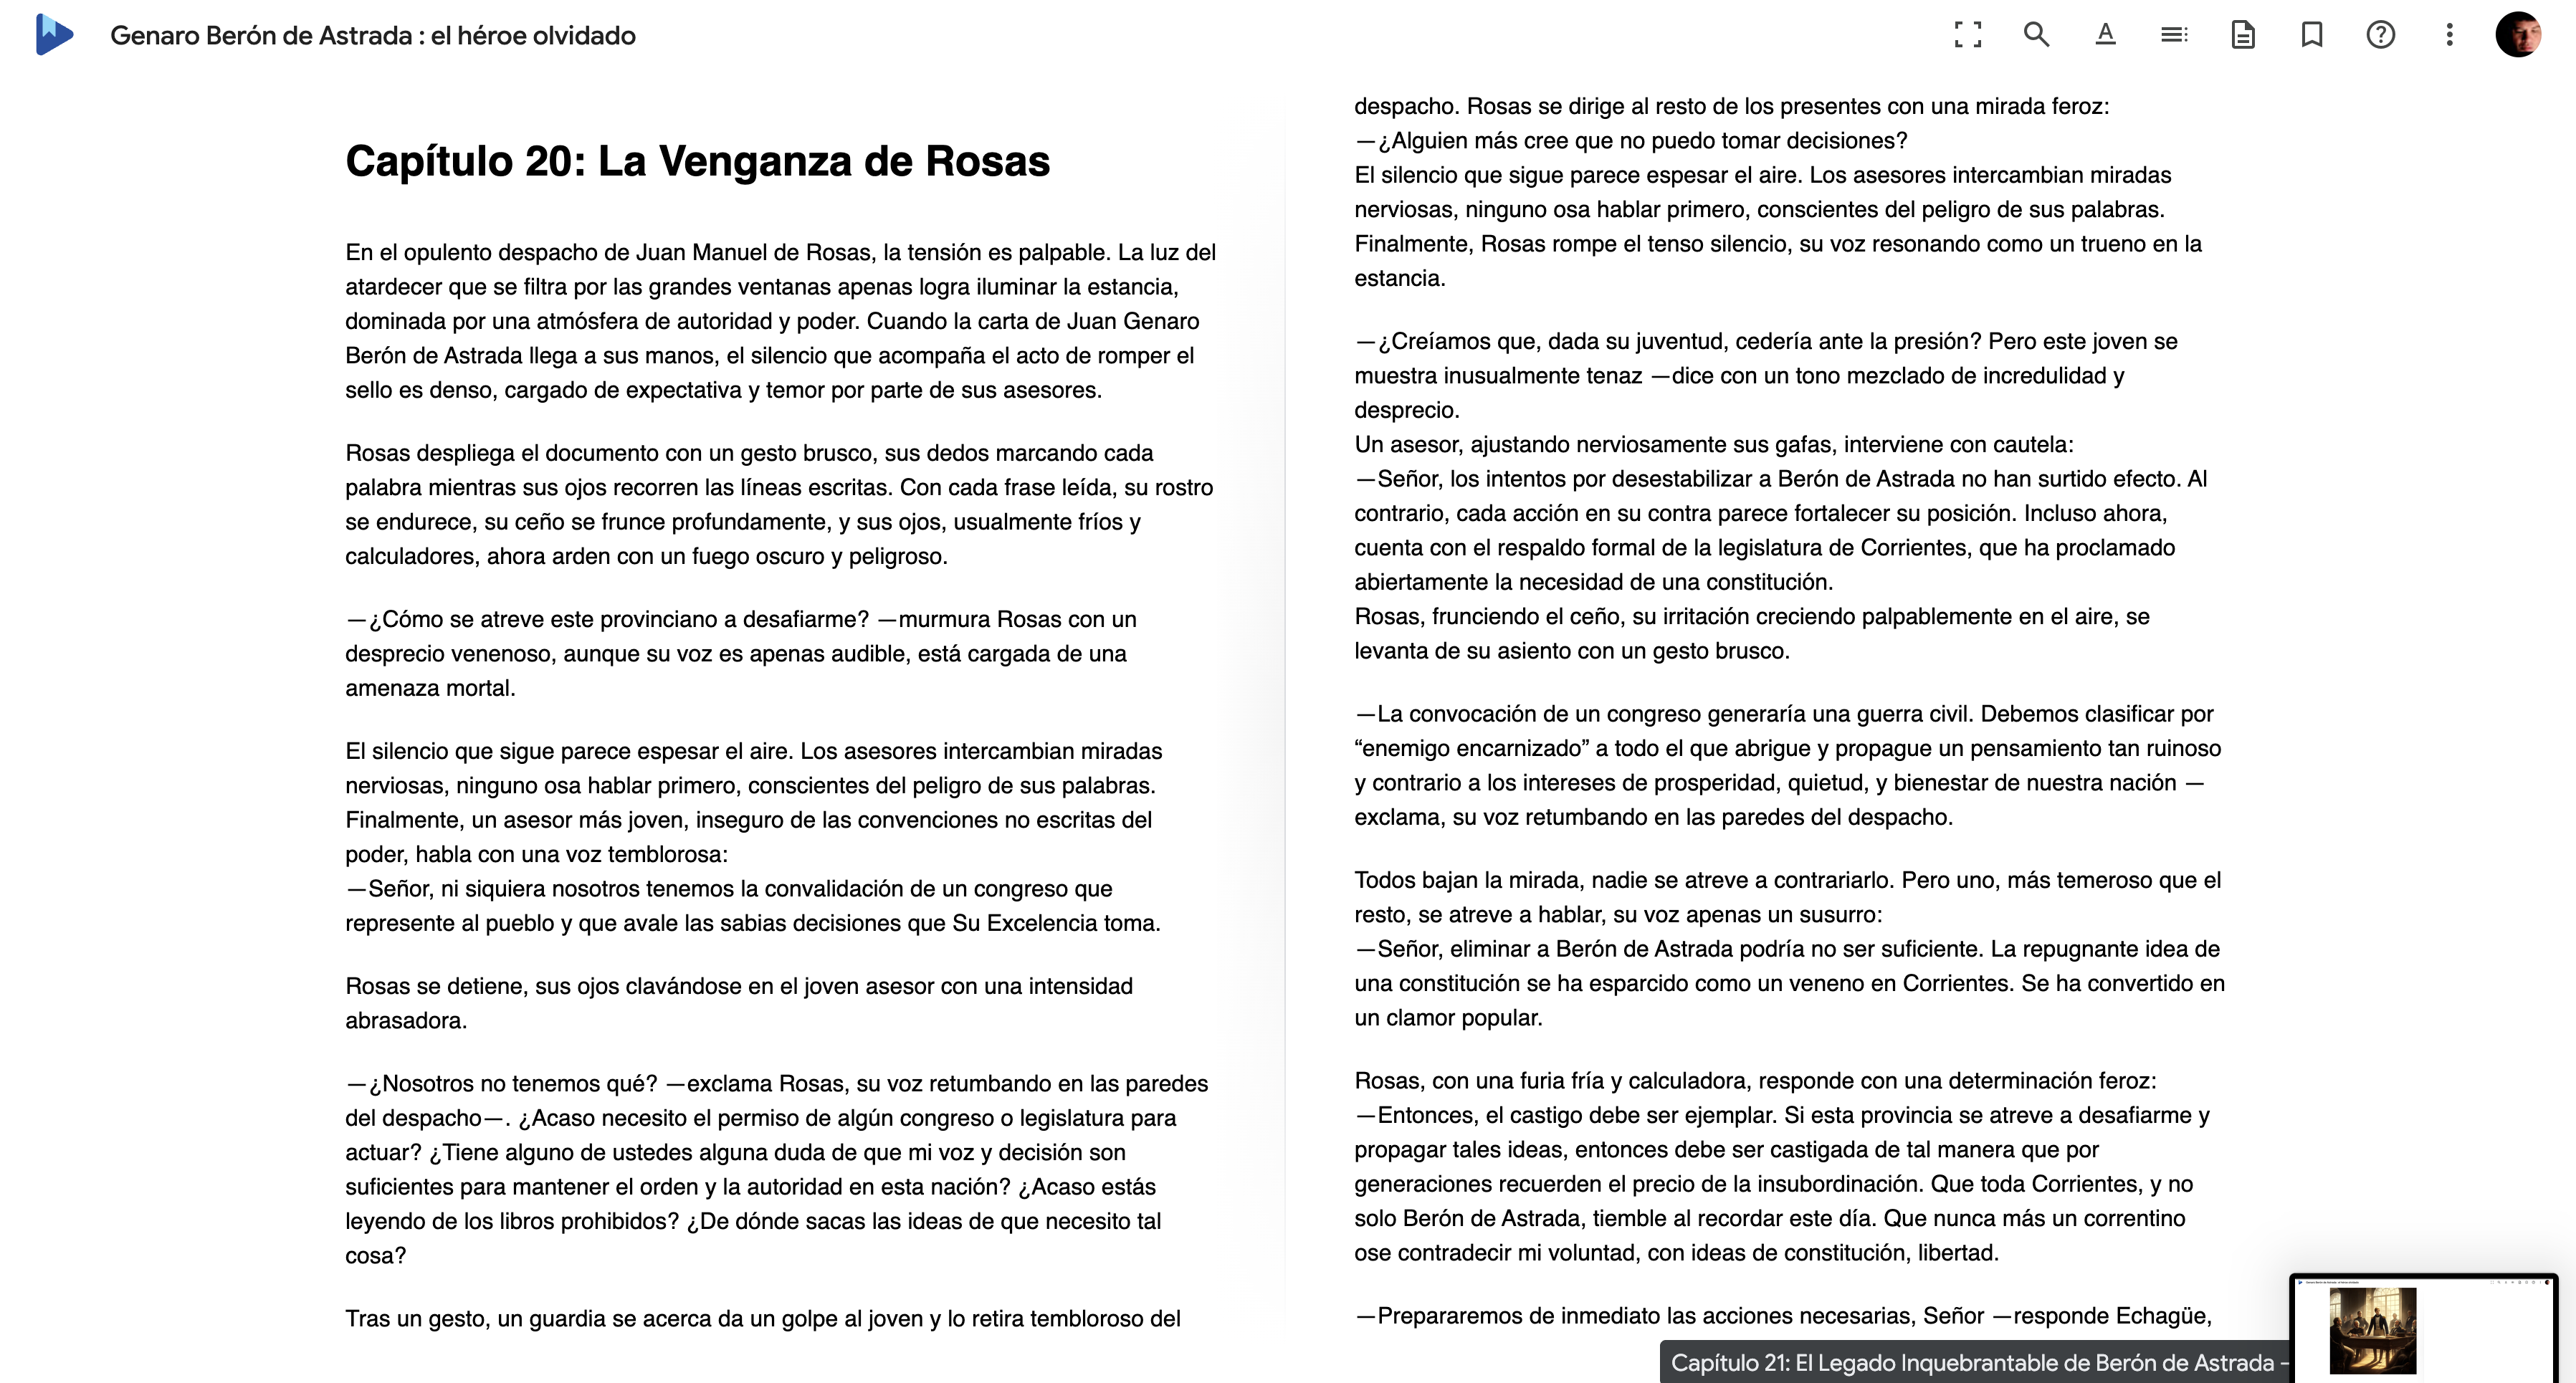 Genaro Berón de Astrada : el héroe olvidado
Capítulo 20: La Venganza de Rosas
En el opulento despacho de Juan Manuel de Rosas, la tensión es palpable. La luz del
atardecer que se filtra por las grandes ventanas apenas logra iluminar la estancia,
dominada por una atmósfera de autoridad y poder. Cuando la carta de Juan Genaro
Berón de Astrada llega a sus manos, el silencio que acompaña el acto de romper el
sello es denso, cargado de expectativa y temor por parte de sus asesores.
Rosas despliega el documento con un gesto brusco, sus dedos marcando cada
palabra mientras sus ojos recorren las líneas escritas. Con cada frase leída, su rostro
se endurece, su ceño se frunce profundamente, y sus ojos, usualmente fríos y
calculadores, ahora arden con un fuego oscuro y peligroso.
—¿Cómo se atreve este provinciano a desafiarme? —murmura Rosas con un
desprecio venenoso, aunque su voz es apenas audible, está cargada de una
amenaza mortal.
El silencio que sigue parece espesar el aire. Los asesores intercambian miradas
nerviosas, ninguno osa hablar primero, conscientes del peligro de sus palabras.
Finalmente, un asesor más joven, inseguro de las convenciones no escritas del
poder, habla con una voz temblorosa:
—Señor, ni siquiera nosotros tenemos la convalidación de un congreso que
represente al pueblo y que avale las sabias decisiones que Su Excelencia toma.
Rosas se detiene, sus ojos clavándose en el joven asesor con una intensidad
abrasadora.
—¿Nosotros no tenemos qué? —exclama Rosas, su voz retumbando en las paredes
del despacho—. ¿Acaso necesito el permiso de algún congreso o legislatura para
actuar? ¿Tiene alguno de ustedes alguna duda de que mi voz y decisión son
suficientes para mantener el orden y la autoridad en esta nación? ¿Acaso estás
leyendo de los libros prohibidos? ¿De dónde sacas las ideas de que necesito tal
cosa?
Tras un gesto, un guardia se acerca da un golpe al joven y lo retira tembloroso del
despacho. Rosas se dirige al resto de los presentes con una mirada feroz:
—¿Alguien más cree que no puedo tomar decisiones?
El silencio que sigue parece espesar el aire. Los asesores intercambian miradas
nerviosas, ninguno osa hablar primero, conscientes del peligro de sus palabras.
Finalmente, Rosas rompe el tenso silencio, su voz resonando como un trueno en la
estancia.
—¿Creíamos que, dada su juventud, cedería ante la presión? Pero este joven se
muestra inusualmente tenaz —dice con un tono mezclado de incredulidad y
desprecio.
Un asesor, ajustando nerviosamente sus gafas, interviene con cautela:
—Señor, los intentos por desestabilizar a Berón de Astrada no han surtido efecto. Al
contrario, cada acción en su contra parece fortalecer su posición. Incluso ahora,
cuenta con el respaldo formal de la legislatura de Corrientes, que ha proclamado
abiertamente la necesidad de una constitución.
Rosas, frunciendo el ceño, su irritación creciendo palpablemente en el aire, se
levanta de su asiento con un gesto brusco.
—La convocación de un congreso generaría una guerra civil. Debemos clasificar por
“enemigo encarnizado” a todo el que abrigue y propague un pensamiento tan ruinoso
y contrario a los intereses de prosperidad, quietud, y bienestar de nuestra nación —
exclama, su voz retumbando en las paredes del despacho.
Todos bajan la mirada, nadie se atreve a contrariarlo. Pero uno, más temeroso que el
resto, se atreve a hablar, su voz apenas un susurro:
—Señor, eliminar a Berón de Astrada podría no ser suficiente. La repugnante idea de
una constitución se ha esparcido como un veneno en Corrientes. Se ha convertido en
un clamor popular.
Rosas, con una furia fría y calculadora, responde con una determinación feroz:
—Entonces, el castigo debe ser ejemplar. Si esta provincia se atreve a desafiarme y
propagar tales ideas, entonces debe ser castigada de tal manera que por
generaciones recuerden el precio de la insubordinación. Que toda Corrientes, y no
solo Berón de Astrada, tiemble al recordar este día. Que nunca más un correntino
ose contradecir mi voluntad, con ideas de constitución, libertad.
—Prepararemos de inmediato las acciones necesarias, Señor —responde Echagüe,
Capítulo 21: El Legado Inquebrantable de Berón de Astrada -